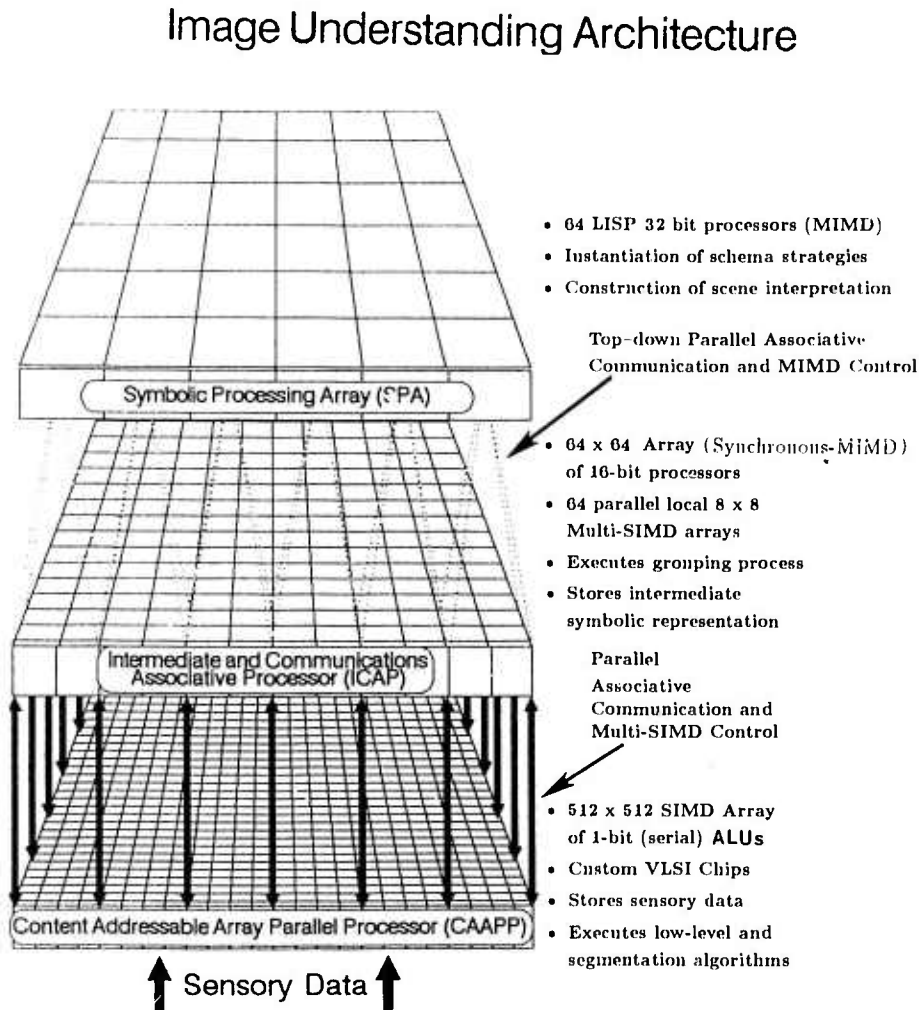 Image Understanding Architecture
• 64 LISP 32 bit processors (MIMD)
• Instantiation of schema strategies
• Construction of scene interpretation
Top-down Parallel Associative
Communication and MIMD Control
Symbolic Processing Array (SPA)
• 64 x 64 Array (Synchronous-MIMD)
of 16-bit processors
• 64 parallel local 8 x 8
Multi-SIMD arrays
• Executes grouping process
• Stores intermediate
symbolic representation
Intermediate and Communications
Associative Processor (ICAP)
Parallel
Associative
Communication and
Multi-SIMD Control
• 512 x 512 SIMD Array
of 1-bit (serial) ALUs
• Custom VLSI Chips
• Stores sensory data
• Executes low-level and
segmentation algorithms
Content Addressable Array Parallel Processor (CAAPP)
Sensory Data